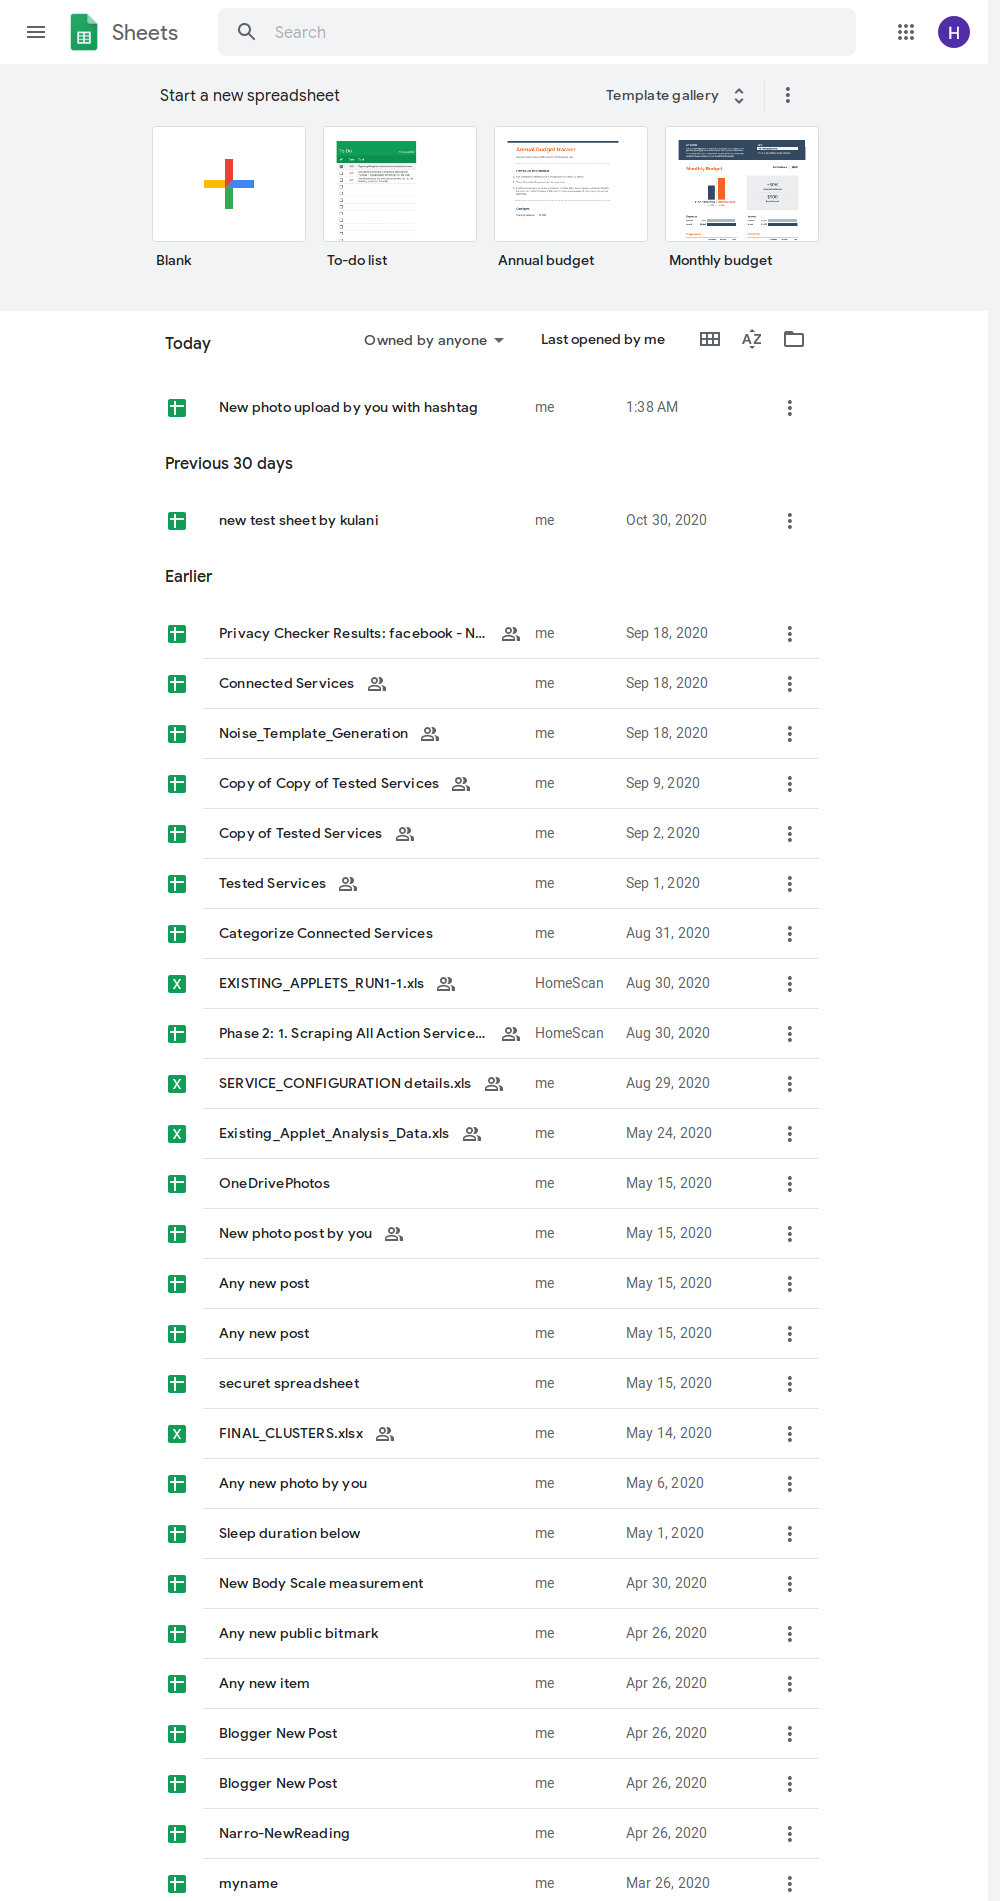 Sheets
Search
H
Start a new spreadsheet
Template gallery
To Do
Annual budget tracker
Monthly Budget
Blank
To-do list
Annual budget
Monthly budget
Today
Owned by anyone
Last opened by me
AZ
New photo upload by you with hashtag me 1:38 AM
Previous 30 days
new test sheet by kulani me Oct 30, 2020
Earlier
Privacy Checker Results: facebook - N... me Sep 18, 2020
Connected Services me Sep 18, 2020
Noise_Template_Generation me Sep 18, 2020
Copy of Copy of Tested Services me Sep 9, 2020
Copy of Tested Services me Sep 2, 2020
Tested Services me Sep 1, 2020
Categorize Connected Services me Aug 31, 2020
X EXISTING_APPLETS_RUN1-1.xls HomeScan Aug 30, 2020
Phase 2: 1. Scraping All Action Service... HomeScan Aug 30, 2020
X SERVICE_CONFIGURATION details.xls me Aug 29, 2020
X Existing_Applet_Analysis_Data.xls me May 24, 2020
OneDrivePhotos me May 15, 2020
New photo post by you me May 15, 2020
Any new post me May 15, 2020
Any new post me May 15, 2020
securet spreadsheet me May 15, 2020
X FINAL_CLUSTERS.xlsx me May 14, 2020
Any new photo by you me May 6, 2020
Sleep duration below me May 1, 2020
New Body Scale measurement me Apr 30, 2020
Any new public bitmark me Apr 26, 2020
Any new item me Apr 26, 2020
Blogger New Post me Apr 26, 2020
Blogger New Post me Apr 26, 2020
Narro-NewReading me Apr 26, 2020
myname me Mar 26, 2020